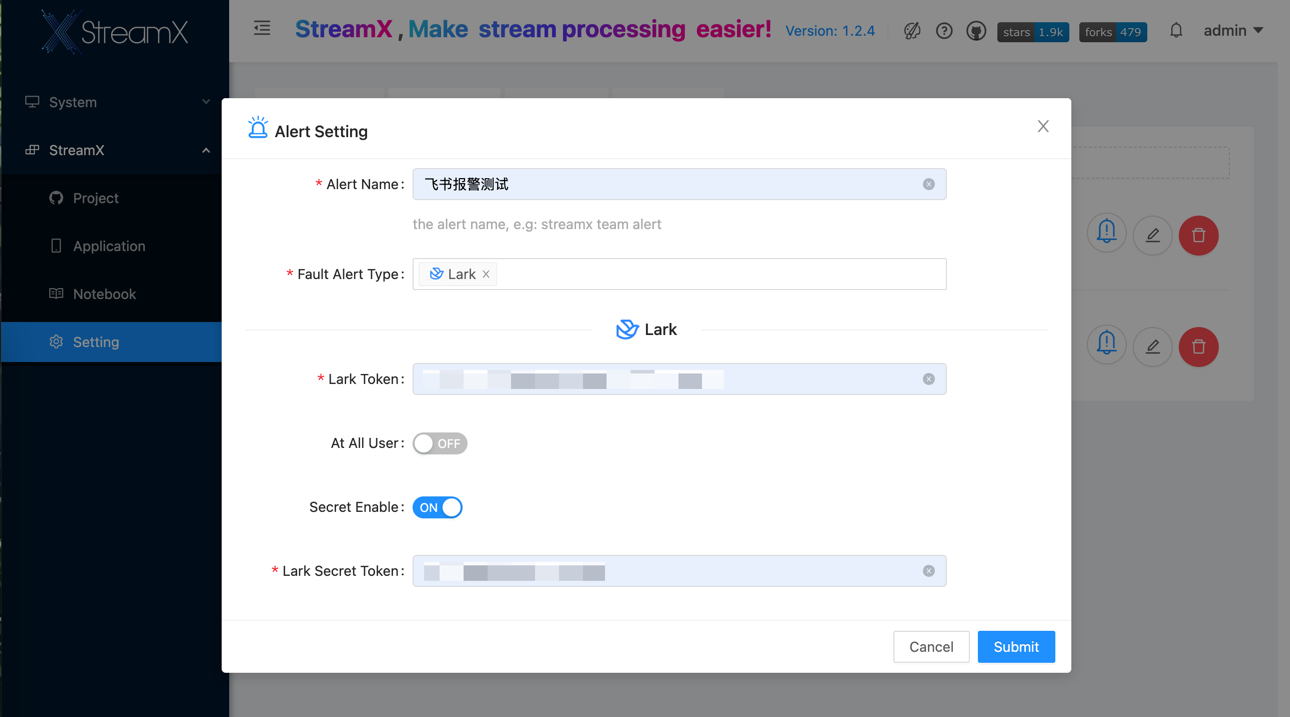 StreamX
StreamX , Make stream processing easier!
Version: 1.2.4
stars 1.9k
forks 479
admin
System
StreamX
Project
Application
Notebook
Setting
Alert Setting
* Alert Name :
飞书报警测试
the alert name, e.g: streamx team alert
* Fault Alert Type :
Lark
Lark
* Lark Token :
At All User :
OFF
Secret Enable :
ON
* Lark Secret Token :
Cancel
Submit